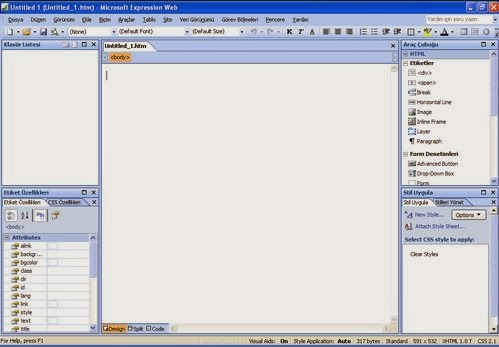 Untitled 1 (Untitled_1.htm) - Microsoft Expression Web
Dosya Düzen Görünüm Ekle Biçim Araçlar Tablo Site Veri Görünümü Görev Bölmeleri Pencere Yardım
Yardım için soru yazın
(None) (Default Font) (Default Size) K T A
Klasör Listesi
Untitled_1.htm
<body>
Araç Çubuğu
HTML
Etiketler
<div>
<span>
Break
Horizontal Line
Image
Inline Frame
Layer
Paragraph
Form Denetimleri
Advanced Button
Drop-Down Box
Form
Etiket Özellikleri
Etiket Özellikleri CSS Özellikleri
<body>
Attributes
alink
backgr...
bgcolor
class
dir
id
lang
link
style
text
title
Stil Uygula
Stil Uygula Stilleri Yönet
New Style... Options
Attach Style Sheet...
Select CSS style to apply:
Clear Styles
Design Split Code
For Help, press F1
Visual Aids: On Style Application: Auto 317 bytes 591 x 532 XHTML 1.0 T CSS 2.1